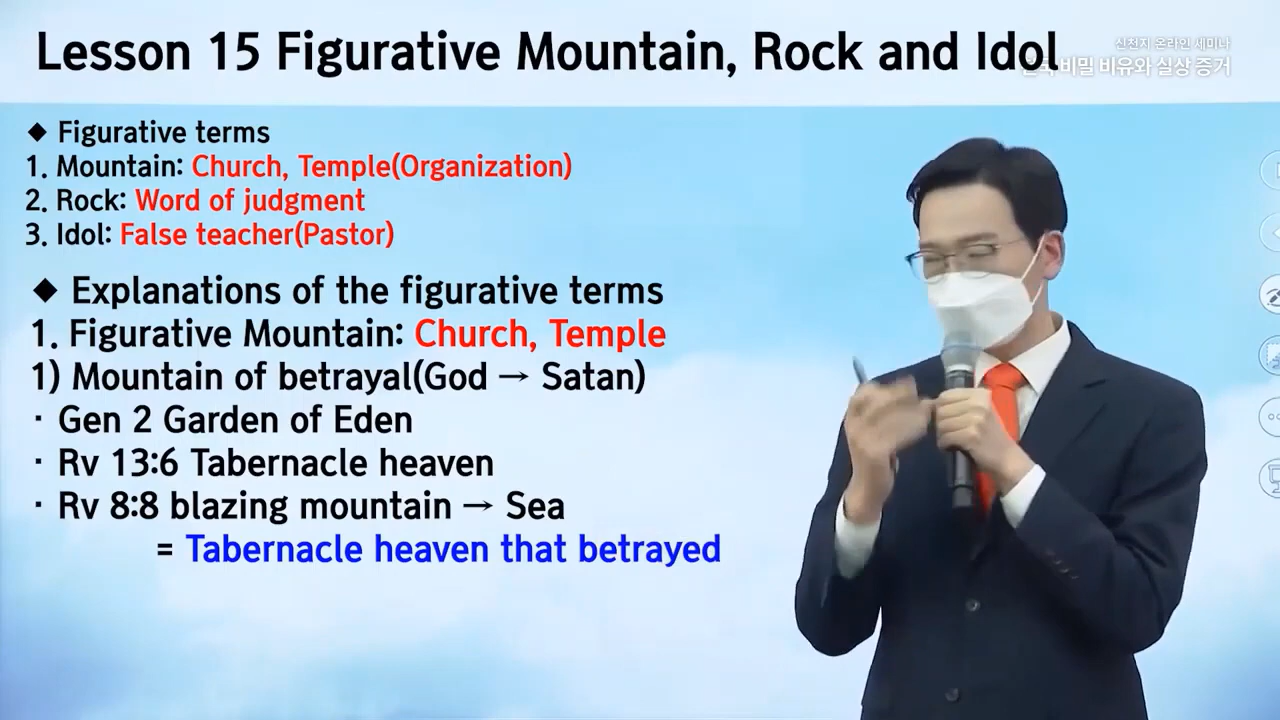 Lesson 15 Figurative Mountain, Rock and Idol
신천지 온라인 세미나
비밀 비유와 실상 증거
◆ Figurative terms
1. Mountain: Church, Temple(Organization)
2. Rock: Word of judgment
3. Idol: False teacher(Pastor)
◆ Explanations of the figurative terms
1. Figurative Mountain: Church, Temple
1) Mountain of betrayal(God → Satan)
· Gen 2 Garden of Eden
· Rv 13:6 Tabernacle heaven
· Rv 8:8 blazing mountain → Sea
= Tabernacle heaven that betrayed